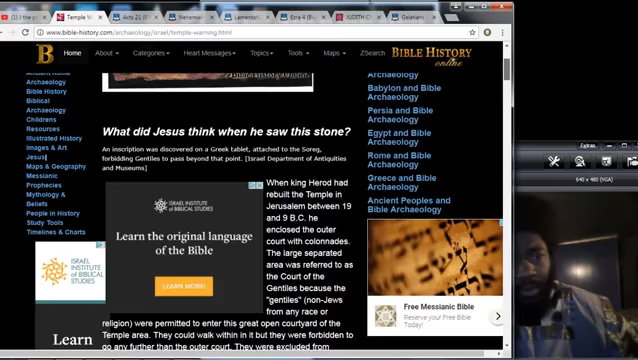 Temple W
Acts 21 (
Nehemiah
Lamentat
Ezra 4 (
JUDITH C
Galatians
www.bible-history.com/archaeology/israel/temple-warning.html
B
Home
About
Categories
Heart Messages
Topics
Tools
Maps
ZSearch
BIBLE HISTORY
online
Archaeology
Bible History
Biblical
Archaeology
Childrens
Resources
Illustrated History
Images & Art
Jesus
Maps & Geography
Messianic
Prophecies
Mythology &
Beliefs
People in History
Study Tools
Timelines & Charts
ISRAEL
INSTITUTE
OF BIBLICAL
STUDIES
Learn
What did Jesus think when he saw this stone?
An inscription was discovered on a Greek tablet, attached to the Soreg,
forbidding Gentiles to pass beyond that point. [Israel Department of Antiquities
and Museums]
ISRAEL INSTITUTE
OF BIBLICAL STUDIES
Learn the original language
of the Bible
LEARN MORE!
When king Herod had
rebuilt the Temple in
Jerusalem between 19
and 9 B.C. he
enclosed the outer
court with colonnades.
The large separated
area was referred to as
the Court of the
Gentiles because the
"gentiles" (non-Jews
from any race or
religion) were permitted to enter this great open courtyard of the
Temple area. They could walk within in it but they were forbidden to
go any further than the outer court. They were excluded from
Archaeology
Babylon and Bible
Archaeology
Persia and Bible
Archaeology
Egypt and Bible
Archaeology
Rome and Bible
Archaeology
Greece and Bible
Archaeology
Ancient Peoples and
Bible Archaeology
Free Messianic Bible
Reserve your Free Bible
Today!
Extras
640 x 480 (VGA)